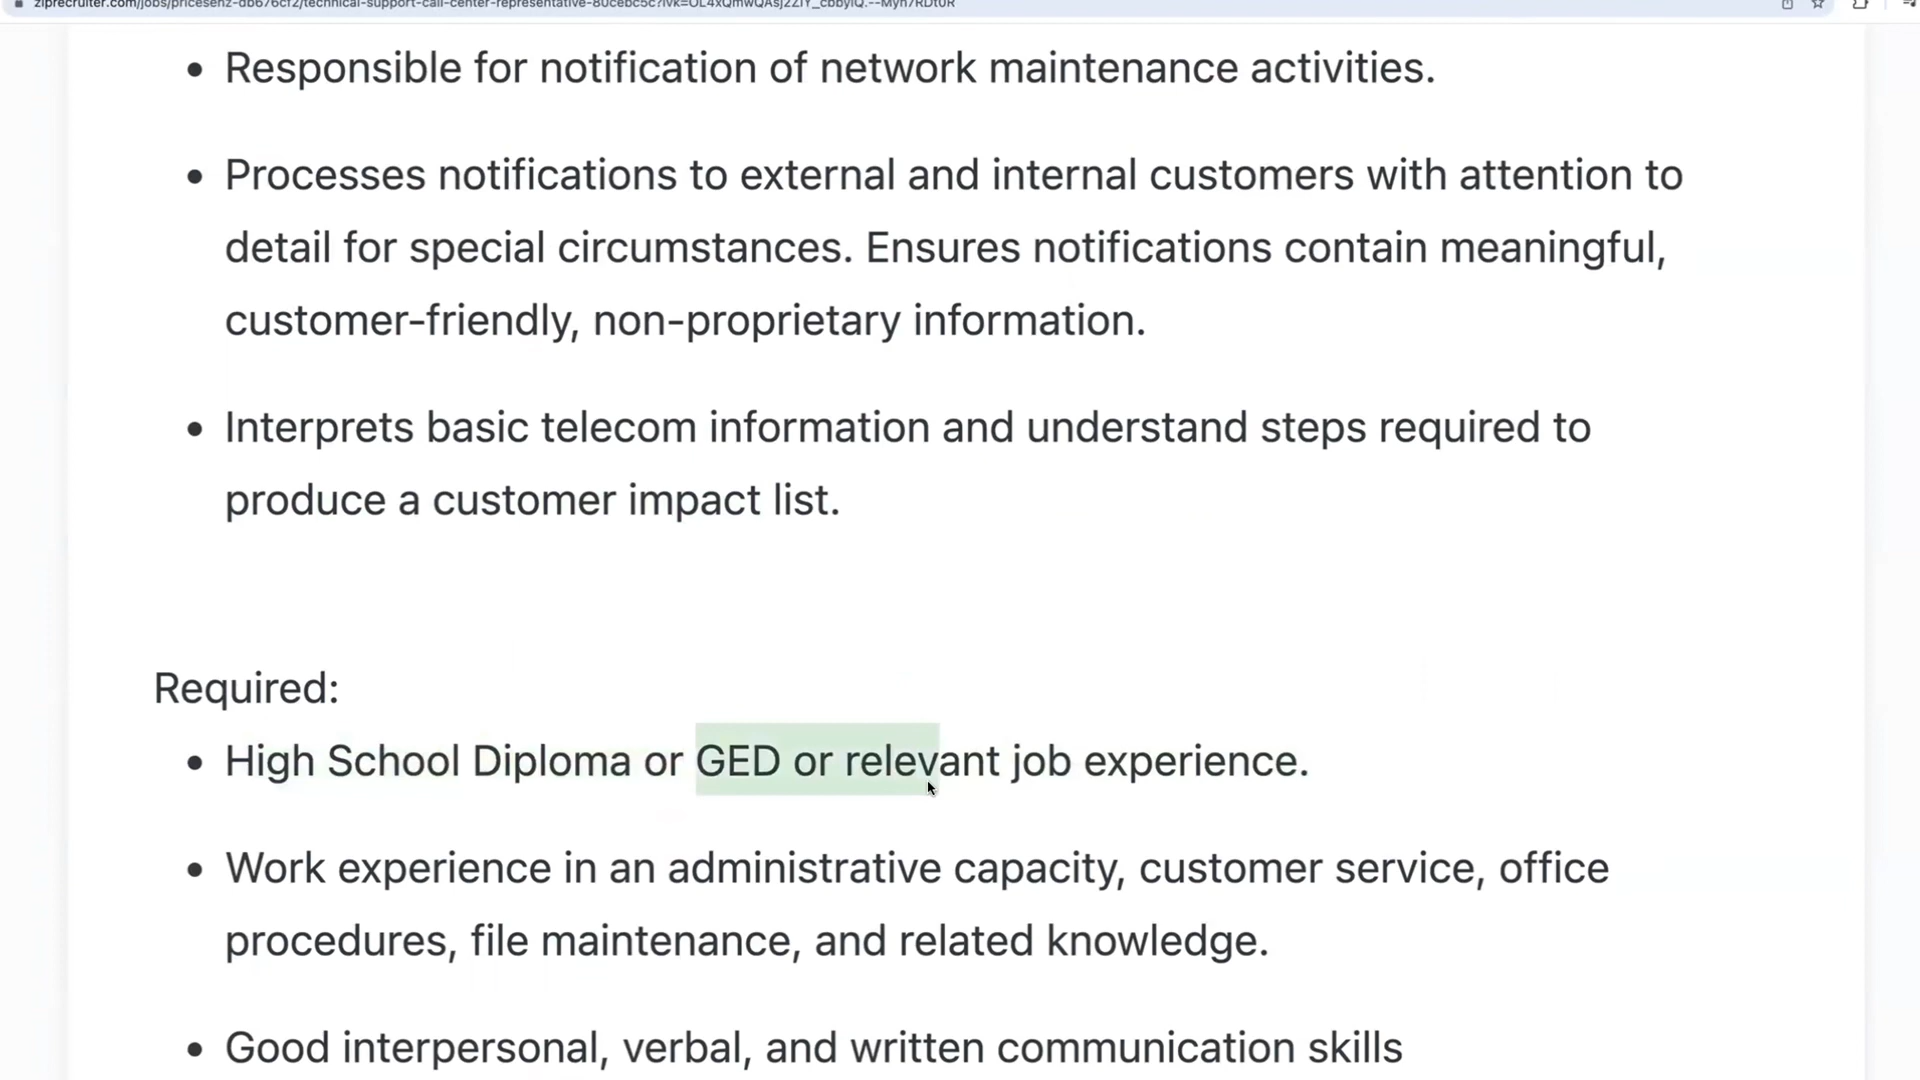 Responsible for notification of network maintenance activities.
Processes notifications to external and internal customers with attention to
detail for special circumstances. Ensures notifications contain meaningful,
customer-friendly, non-proprietary information.
Interprets basic telecom information and understand steps required to
produce a customer impact list.
Required:
High School Diploma or GED or relevant job experience.
Work experience in an administrative capacity, customer service, office
procedures, file maintenance, and related knowledge.
Good interpersonal, verbal, and written communication skills